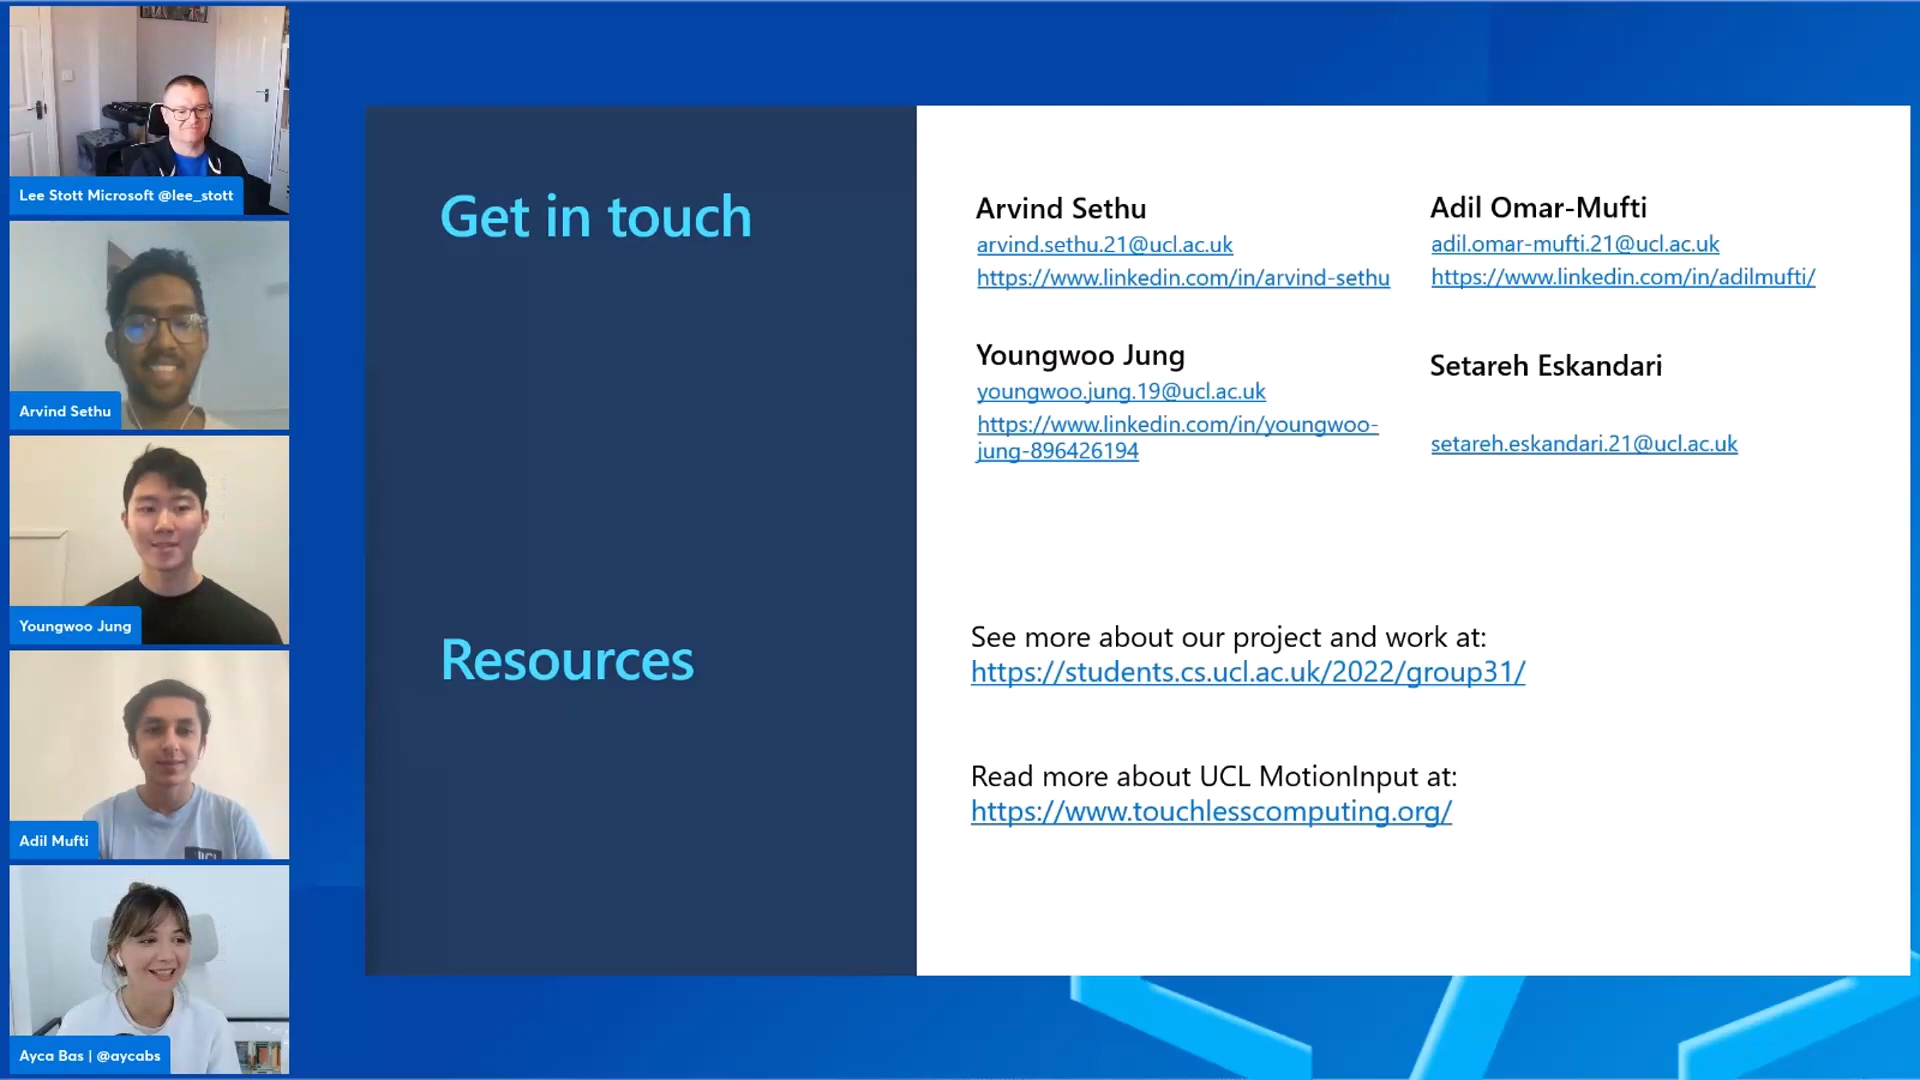 Lee Stott Microsoft @lee_stott
Arvind Sethu
Youngwoo Jung
Adil Mufti
Ayca Bas | @aycabs
Get in touch
Arvind Sethu
arvind.sethu.21@ucl.ac.uk
https://www.linkedin.com/in/arvind-sethu
Adil Omar-Mufti
adil.omar-mufti.21@ucl.ac.uk
https://www.linkedin.com/in/adilmufti/
Youngwoo Jung
youngwoo.jung.19@ucl.ac.uk
https://www.linkedin.com/in/youngwoo-
jung-896426194
Setareh Eskandari
setareh.eskandari.21@ucl.ac.uk
Resources
See more about our project and work at:
https://students.cs.ucl.ac.uk/2022/group31/
Read more about UCL MotionInput at:
https://www.touchlesscomputing.org/